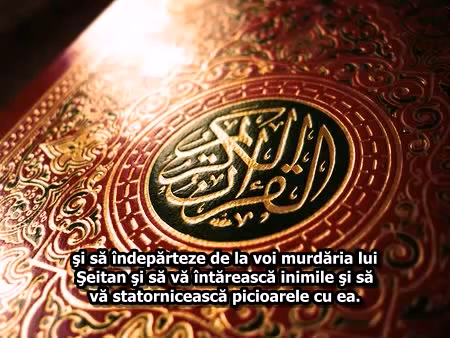 القرآن الكريم
şi să îndepărteze de la voi murdăria lui
Şeitan şi să vă întărească inimile şi să
vă statornicească picioarele cu ea.